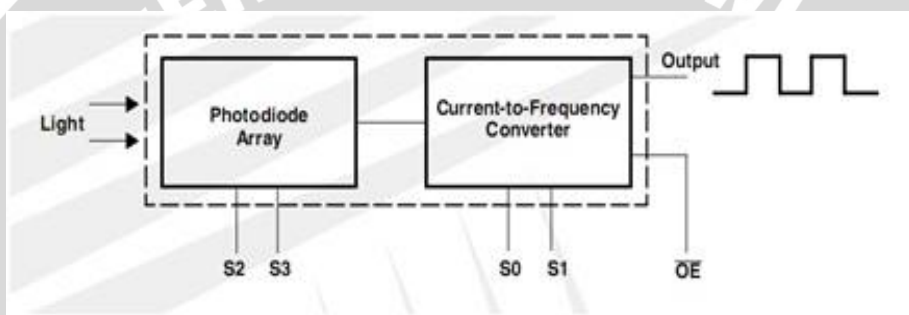 Light
Photodiode
Array
Current-to-Frequency
Converter
Output
S2 S3
S0 S1
OE